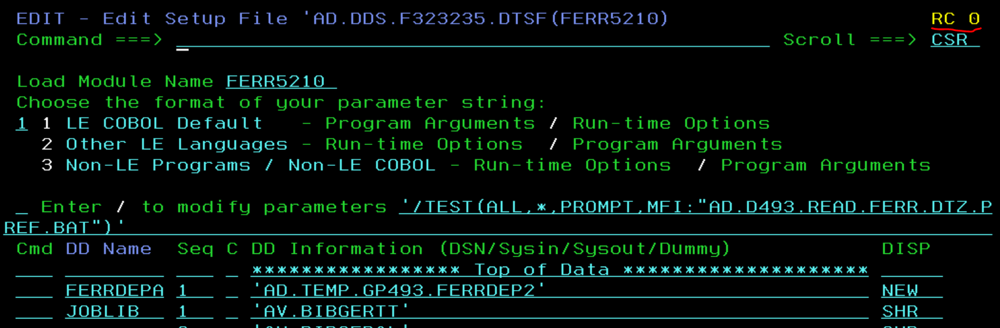 EDIT - Edit Setup File 'AD.DDS.F323235.DTSF(FERR5210) RC 0
Command ===> Scroll ===> CSR
Load Module Name FERR5210
Choose the format of your parameter string:
1 1 LE COBOL Default - Program Arguments / Run-time Options
2 Other LE Languages - Run-time Options / Program Arguments
3 Non-LE Programs / Non-LE COBOL - Run-time Options / Program Arguments
_ Enter / to modify parameters '/TEST(ALL,*,PROMPT,MFI:"AD.D493.READ.FERR.DTZ.P
REF.BAT")'
Cmd DD Name Seq C DD Information (DSN/Sysin/Sysout/Dummy) DISP
***************** Top of Data ********************
FERRDEPA 1 _ 'AD.TEMP.GP493.FERRDEP2' NEW
JOBLIB 1 _ 'AV.BIBGERTT' SHR